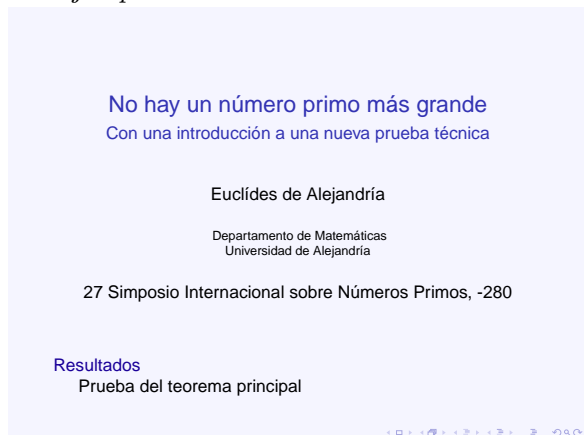 No hay un número primo más grande
Con una introducción a una nueva prueba técnica
Euclídes de Alejandría
Departamento de Matemáticas
Universidad de Alejandría
27 Simposio Internacional sobre Números Primos, -280
Resultados
Prueba del teorema principal